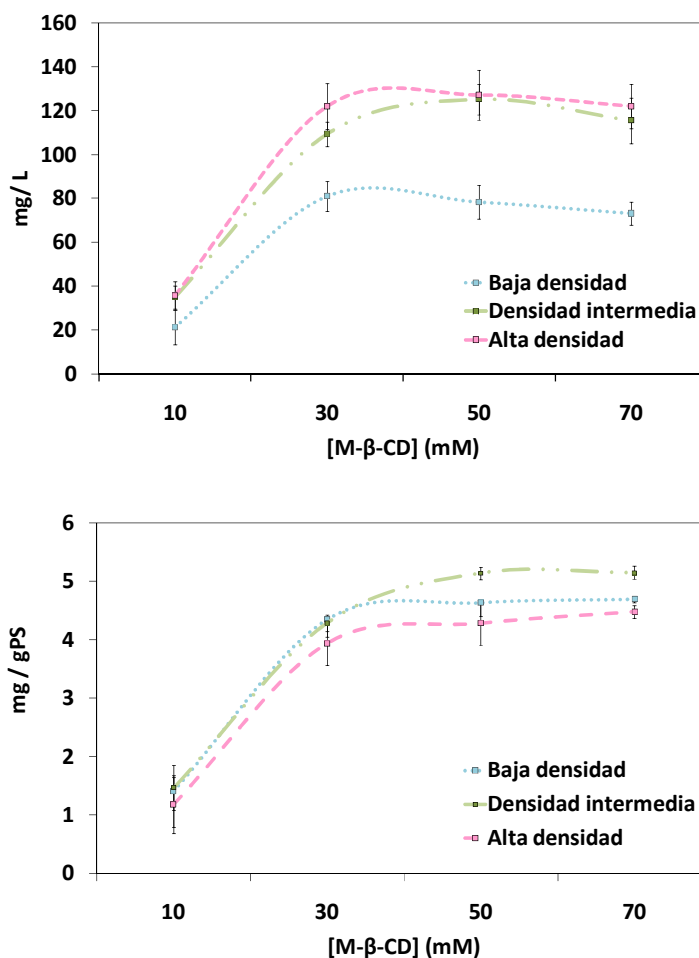 160
140
120
100
80
60
40
20
0
mg/ L
Baja densidad
Densidad intermedia
Alta densidad
10 30 50 70
[M-β-CD] (mM)
6
5
4
3
2
1
0
mg / gPS
Baja densidad
Densidad intermedia
Alta densidad
10 30 50 70
[M-β-CD] (mM)